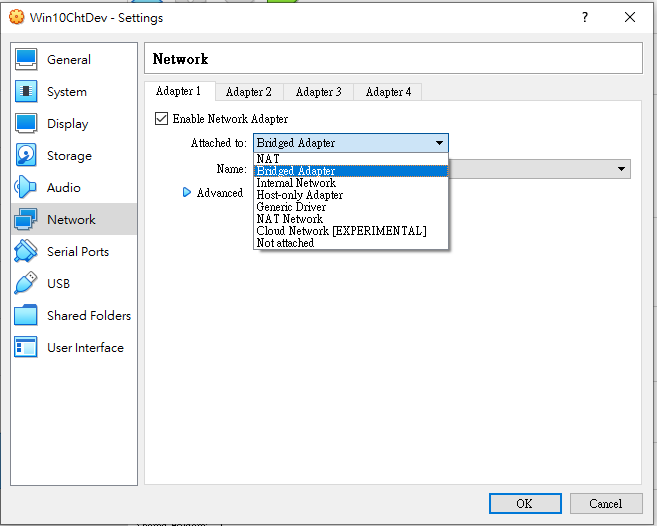 Win10ChtDev - Settings
General
System
Display
Storage
Audio
Network
Serial Ports
USB
Shared Folders
User Interface
Network
Adapter 1 Adapter 2 Adapter 3 Adapter 4
Enable Network Adapter
Attached to: Bridged Adapter
NAT
Bridged Adapter
Internal Network
Host-only Adapter
Generic Driver
NAT Network
Cloud Network [EXPERIMENTAL]
Not attached
Name:
Advanced
OK Cancel